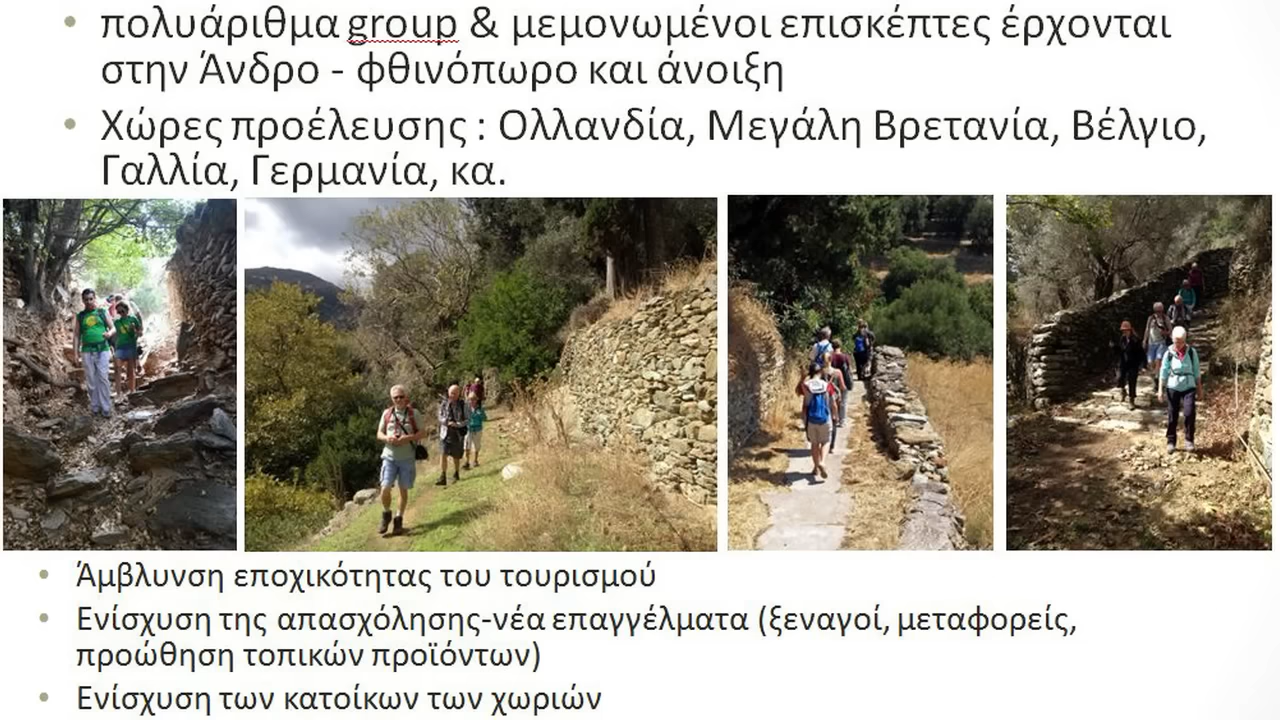 πολυάριθμα group & μεμονωμένοι επισκέπτες έρχονται
στην Άνδρο - φθινόπωρο και άνοιξη
Χώρες προέλευσης : Ολλανδία, Μεγάλη Βρετανία, Βέλγιο,
Γαλλία, Γερμανία, κα.
Άμβλυνση εποχικότητας του τουρισμού
Ενίσχυση της απασχόλησης-νέα επαγγέλματα (ξεναγοί, μεταφορείς,
προώθηση τοπικών προϊόντων)
Ενίσχυση των κατοίκων των χωριών